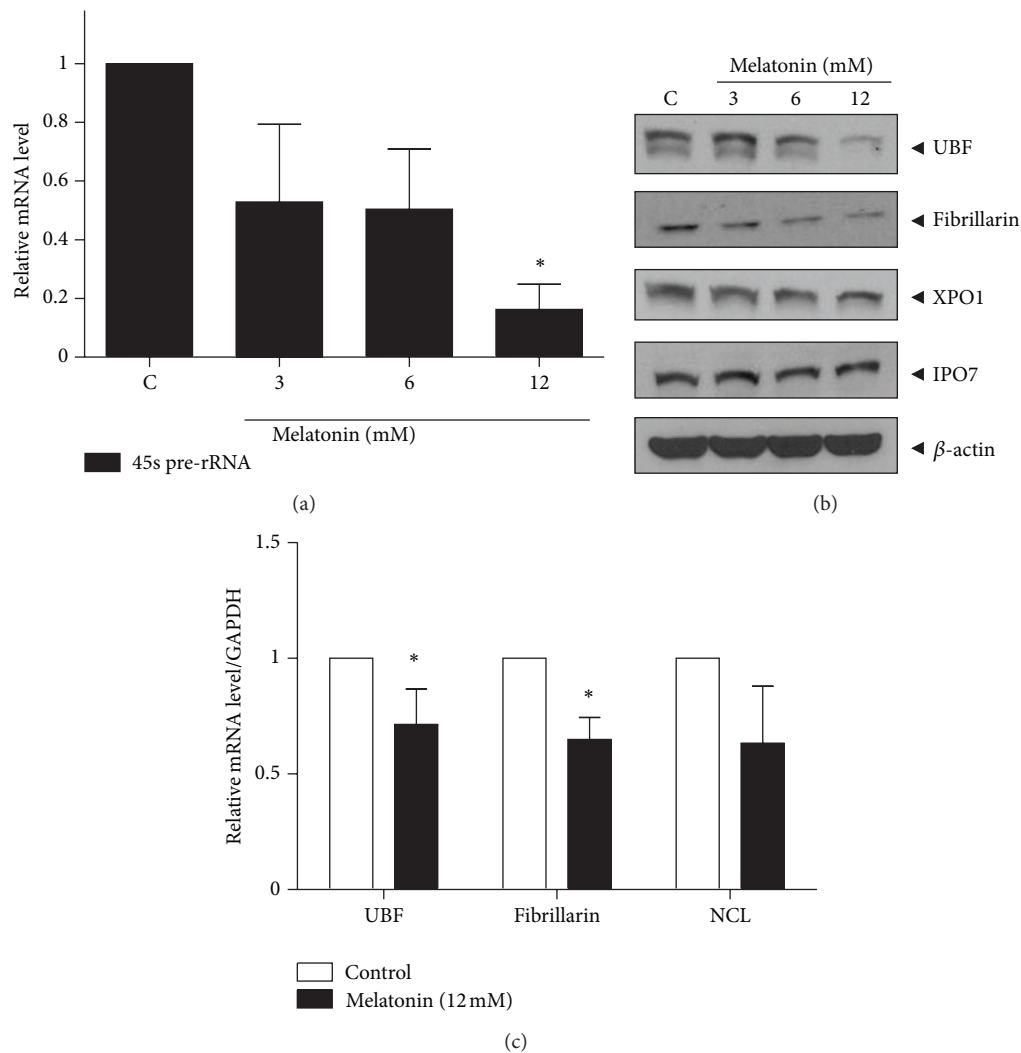 Relative mRNA level
1
0.8
0.6
0.4
0.2
0
*
C 3 6 12
Melatonin (mM)
45s pre-rRNA
(a)
Melatonin (mM)
C 3 6 12
UBF
Fibrillarin
XPO1
IPO7
β-actin
(b)
Relative mRNA level/GAPDH
1.5
1
0.5
0
* *
UBF Fibrillarin NCL
Control
Melatonin (12 mM)
(c)